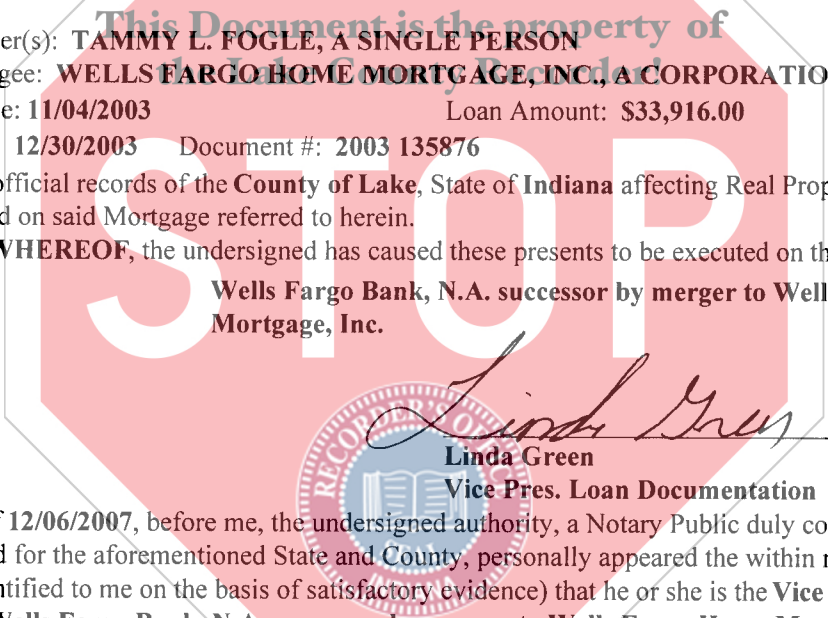 This Document is the property of
the Lake County Recorder!
er(s): TAMMY L. FOGLE, A SINGLE PERSON
gee: WELLS FARGO HOME MORTGAGE, INC., A CORPORATIO
e: 11/04/2003 Loan Amount: $33,916.00
12/30/2003 Document #: 2003 135876
official records of the County of Lake, State of Indiana affecting Real Prop
d on said Mortgage referred to herein.
WHEREOF, the undersigned has caused these presents to be executed on th
Wells Fargo Bank, N.A. successor by merger to Well
Mortgage, Inc.
STOP
Linda Green
Linda Green
Vice Pres. Loan Documentation
RECORDER'S OFFICE
INDIANA
12/06/2007, before me, the undersigned authority, a Notary Public duly co
d for the aforementioned State and County, personally appeared the within
ntified to me on the basis of satisfactory evidence) that he or she is the Vice